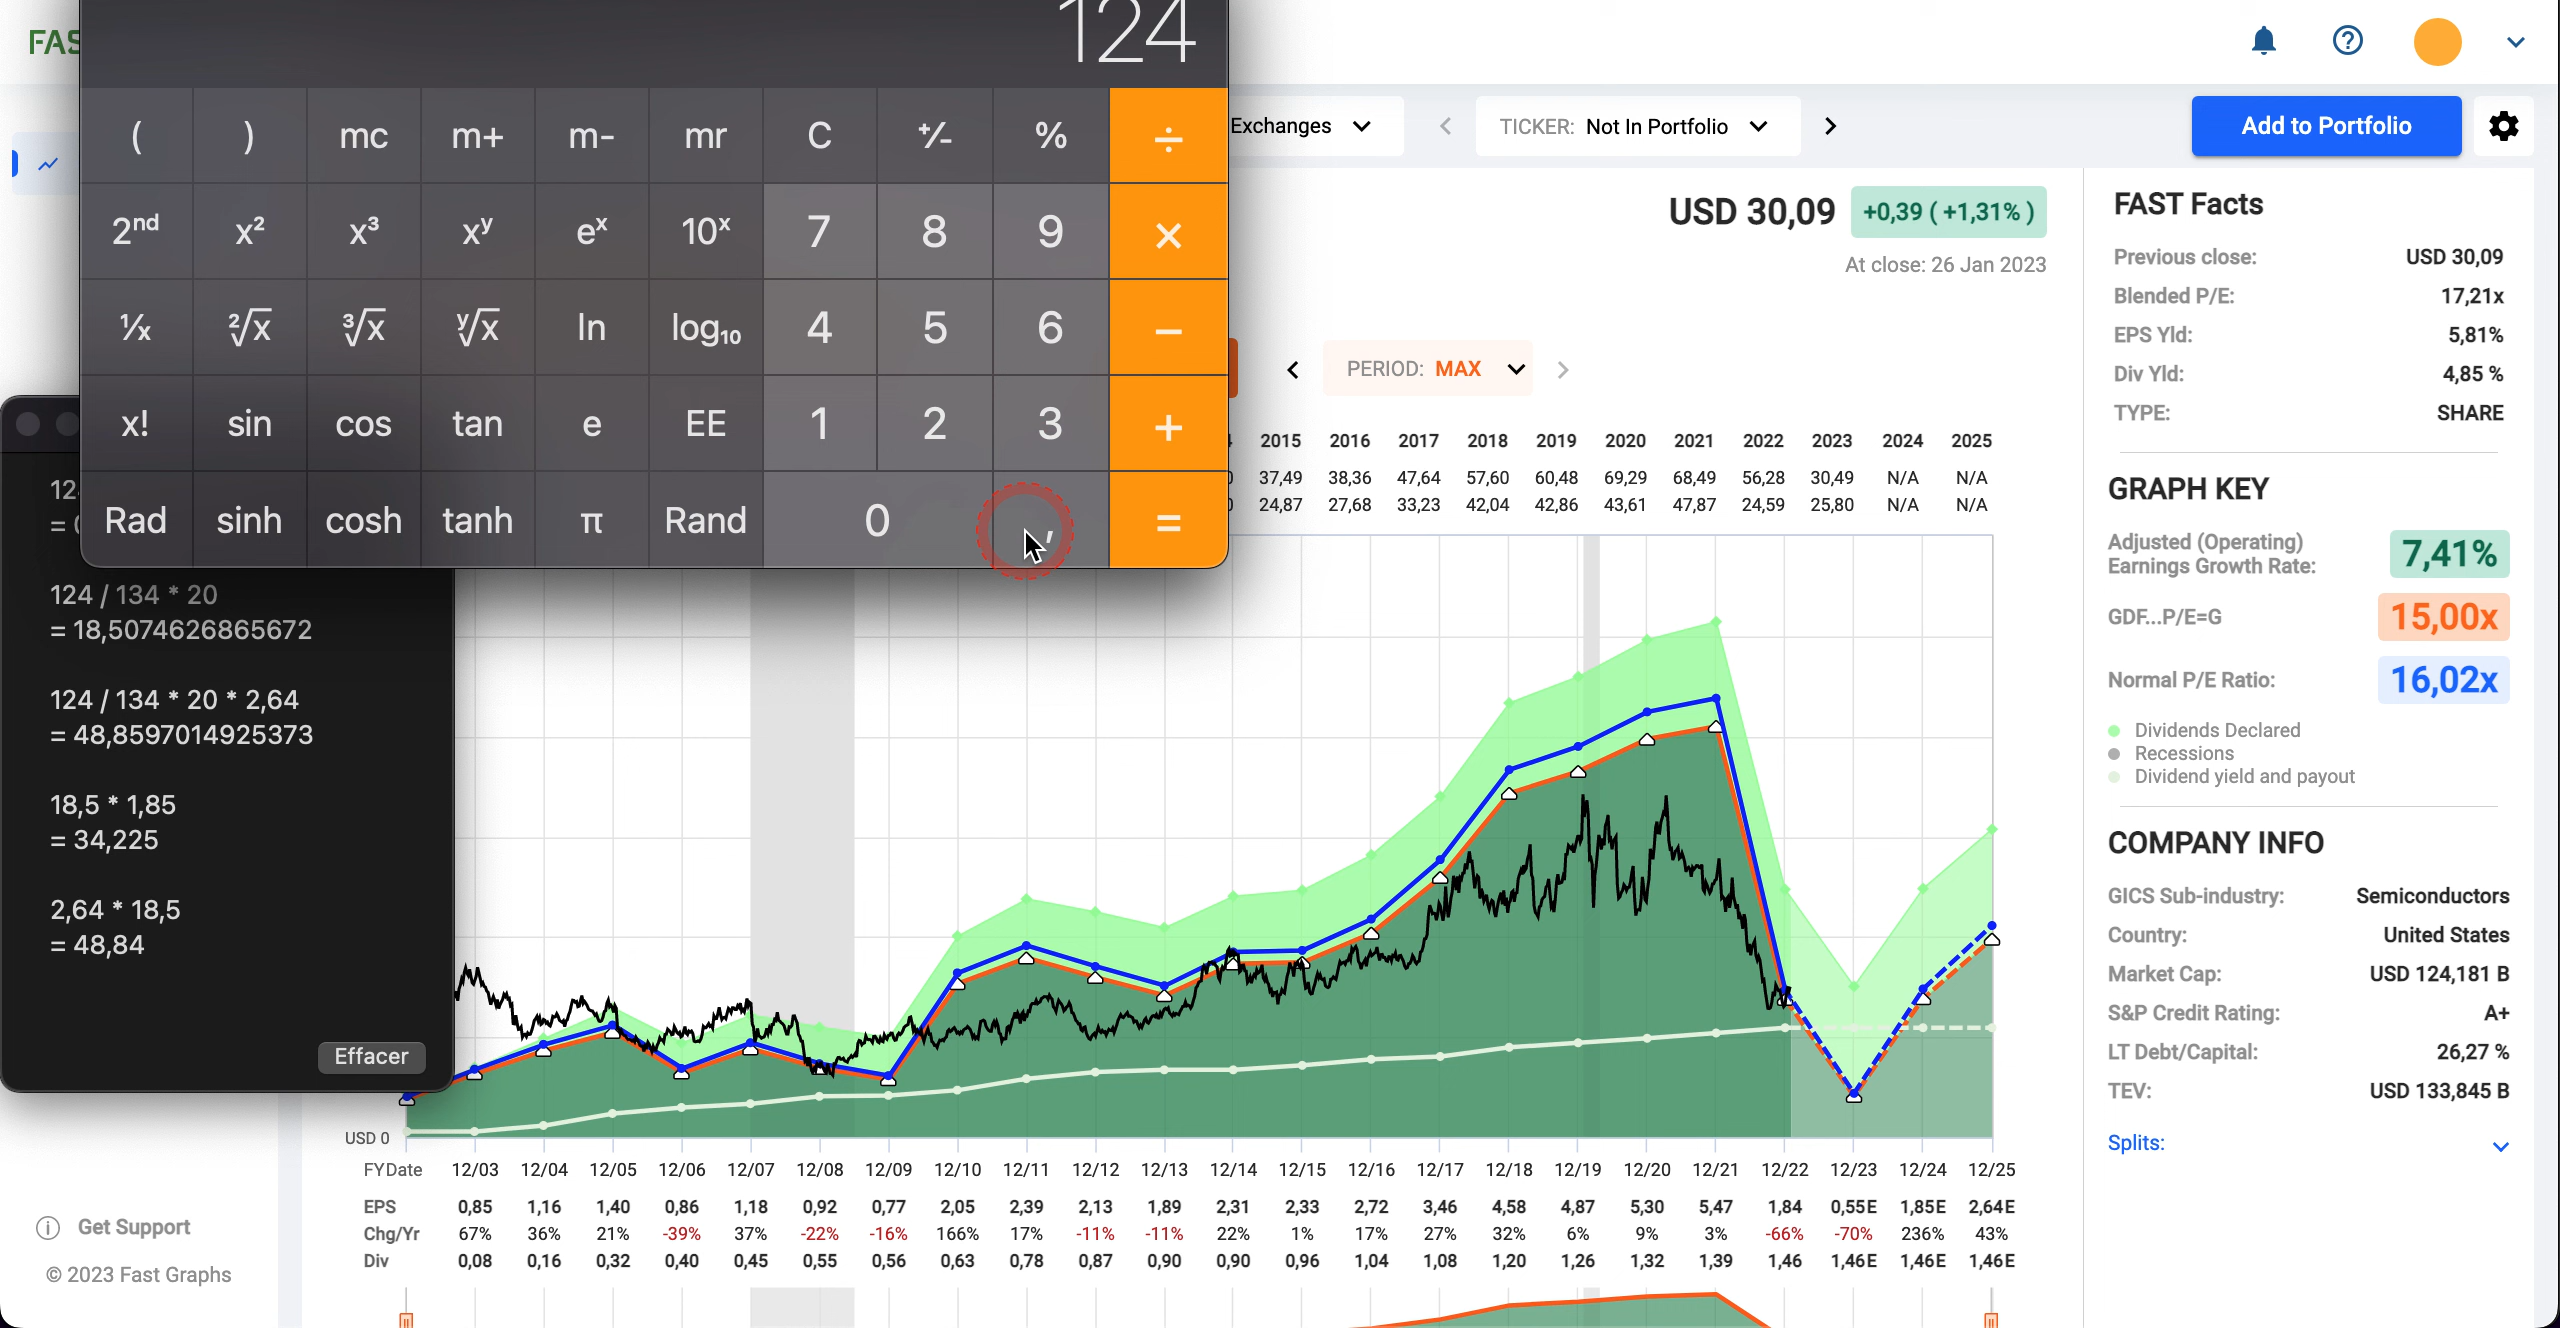 FAS
124
( ) mc m+ m- mr C +/- % ÷
2nd x² x³ xʸ eˣ 10ˣ 7 8 9 ×
1/x ²√x ³√x ʸ√x ln log₁₀ 4 5 6 −
x! sin cos tan e EE 1 2 3 +
Rad sinh cosh tanh π Rand 0 , =
Exchanges
TICKER: Not In Portfolio
Add to Portfolio
USD 30,09 +0,39 ( +1,31% )
At close: 26 Jan 2023
PERIOD: MAX
2015 2016 2017 2018 2019 2020 2021 2022 2023 2024 2025
37,49 38,36 47,64 57,60 60,48 69,29 68,49 56,28 30,49 N/A N/A
24,87 27,68 33,23 42,04 42,86 43,61 47,87 24,59 25,80 N/A N/A
124 / 134 * 20
= 18,5074626865672
124 / 134 * 20 * 2,64
= 48,8597014925373
18,5 * 1,85
= 34,225
2,64 * 18,5
= 48,84
Effacer
USD 0
FYDate 12/03 12/04 12/05 12/06 12/07 12/08 12/09 12/10 12/11 12/12 12/13 12/14 12/15 12/16 12/17 12/18 12/19 12/20 12/21 12/22 12/23 12/24 12/25
EPS 0,85 1,16 1,40 0,86 1,18 0,92 0,77 2,05 2,39 2,13 1,89 2,31 2,33 2,72 3,46 4,58 4,87 5,30 5,47 1,84 0,55E 1,85E 2,64E
Chg/Yr 67% 36% 21% -39% 37% -22% -16% 166% 17% -11% -11% 22% 1% 17% 27% 32% 6% 9% 3% -66% -70% 236% 43%
Div 0,08 0,16 0,32 0,40 0,45 0,55 0,56 0,63 0,78 0,87 0,90 0,90 0,96 1,04 1,08 1,20 1,26 1,32 1,39 1,46 1,46E 1,46E 1,46E
Get Support
© 2023 Fast Graphs
FAST Facts
Previous close: USD 30,09
Blended P/E: 17,21x
EPS Yld: 5,81%
Div Yld: 4,85 %
TYPE: SHARE
GRAPH KEY
Adjusted (Operating)
Earnings Growth Rate: 7,41%
GDF...P/E=G 15,00x
Normal P/E Ratio: 16,02x
Dividends Declared
Recessions
Dividend yield and payout
COMPANY INFO
GICS Sub-industry: Semiconductors
Country: United States
Market Cap: USD 124,181 B
S&P Credit Rating: A+
LT Debt/Capital: 26,27 %
TEV: USD 133,845 B
Splits: